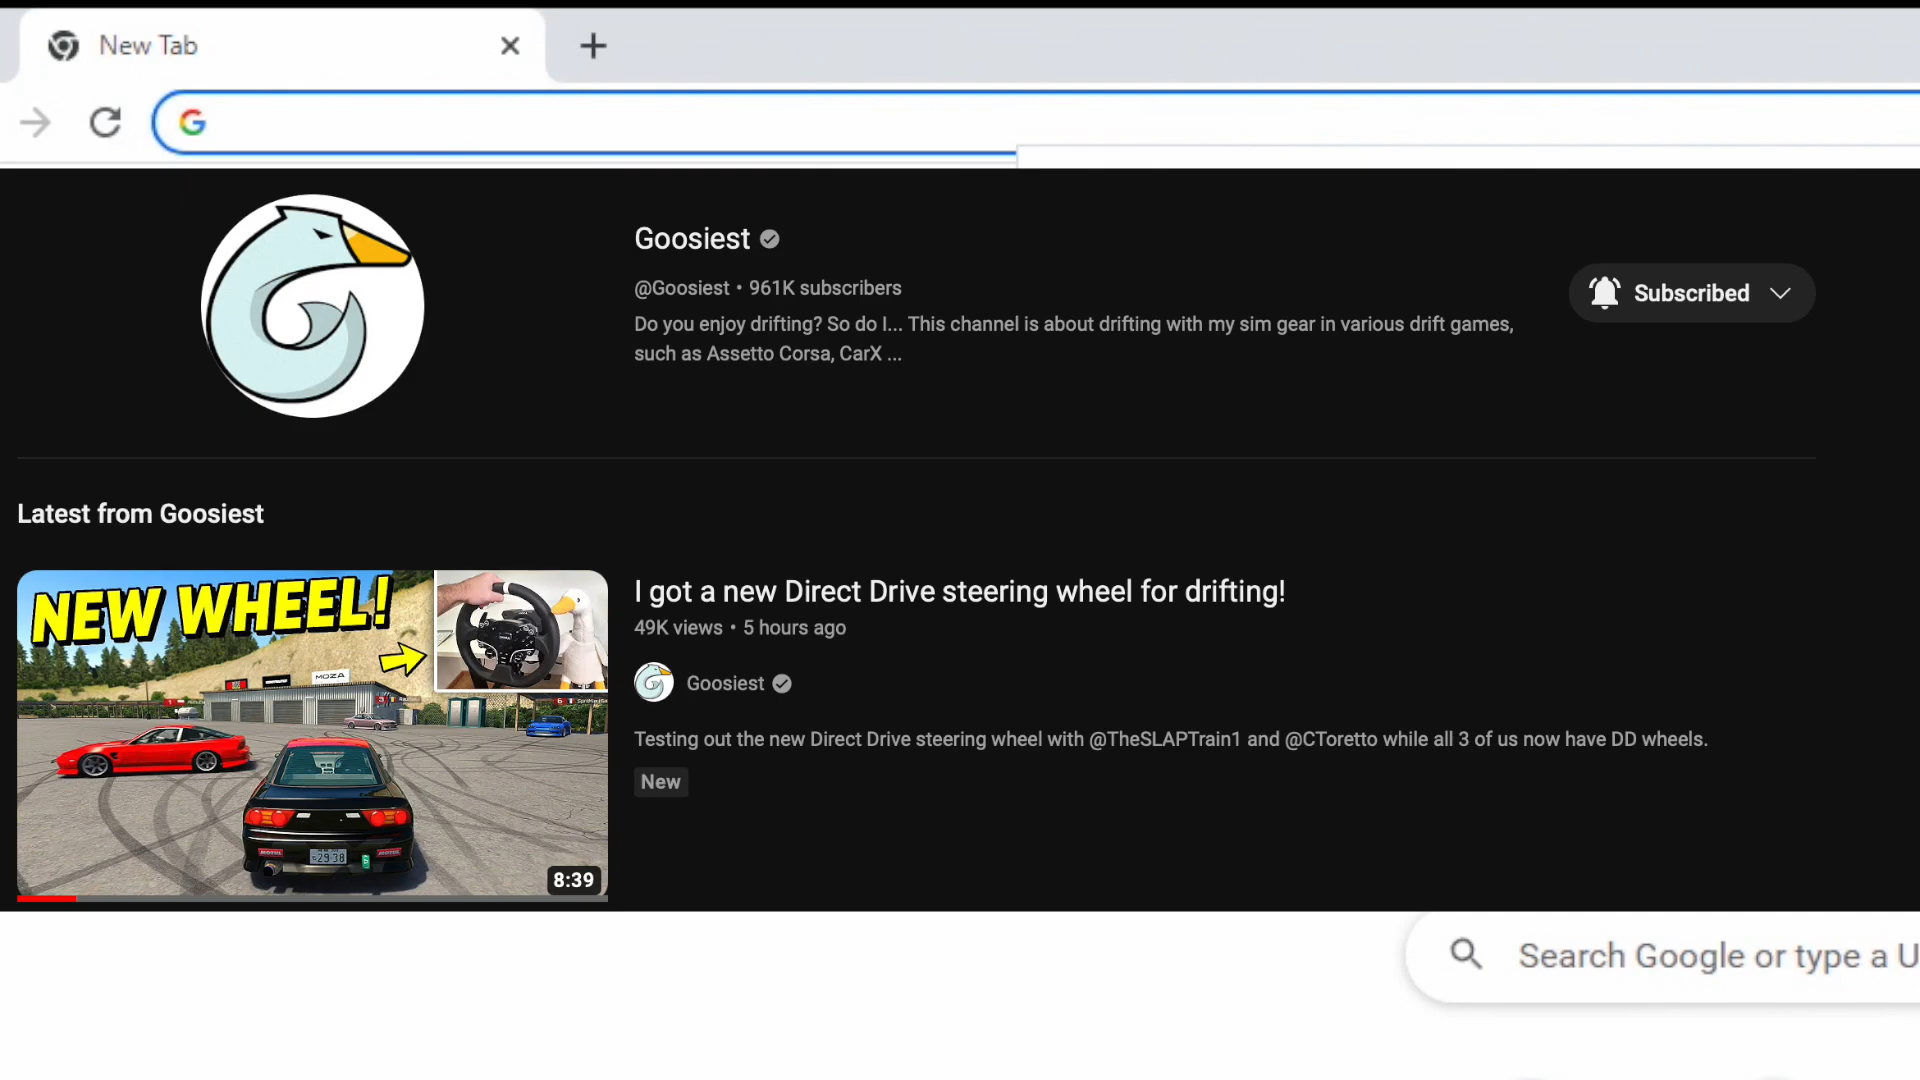 New Tab
Goosiest
@Goosiest • 961K subscribers
Do you enjoy drifting? So do I... This channel is about drifting with my sim gear in various drift games,
such as Assetto Corsa, CarX ...
Subscribed
Latest from Goosiest
NEW WHEEL!
MOZA
29-38
8:39
I got a new Direct Drive steering wheel for drifting!
49K views • 5 hours ago
Goosiest
Testing out the new Direct Drive steering wheel with @TheSLAPTrain1 and @CToretto while all 3 of us now have DD wheels.
New
Search Google or type a U